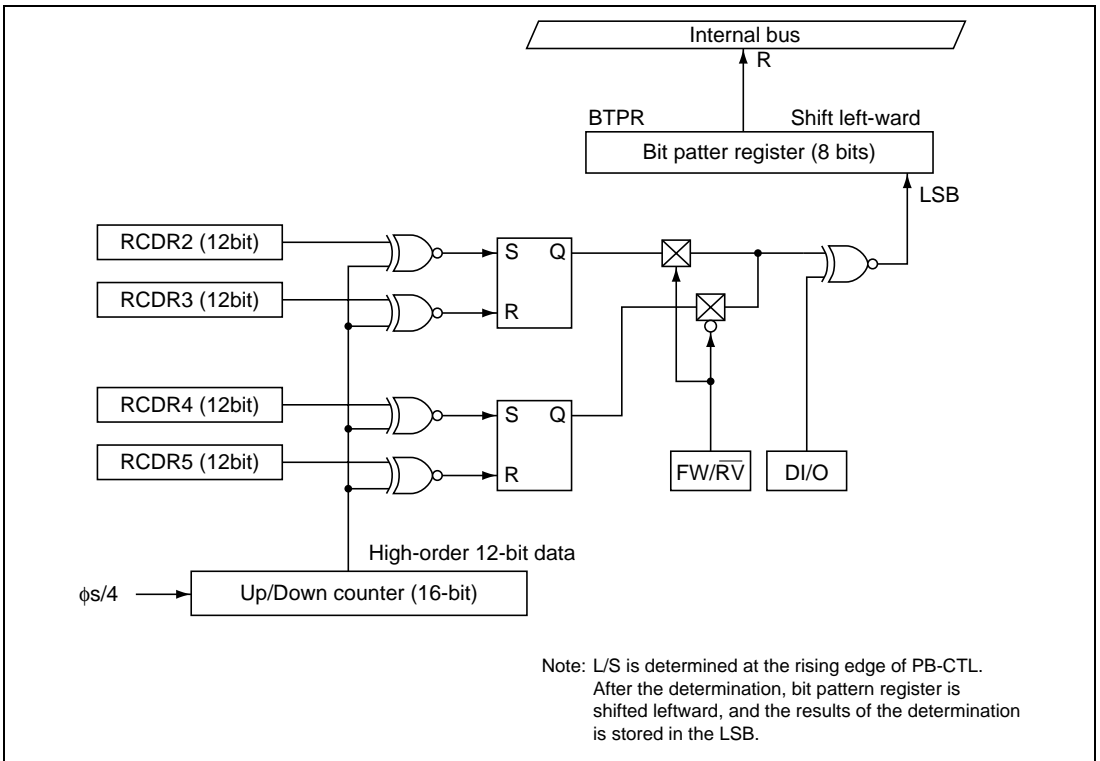 Internal bus
R
BTPR
Shift left-ward
Bit patter register (8 bits)
LSB
RCDR2 (12bit)
S
Q
RCDR3 (12bit)
R
RCDR4 (12bit)
S
Q
RCDR5 (12bit)
R
FW/R̅V̅
DI/O
High-order 12-bit data
ϕs/4
Up/Down counter (16-bit)
Note: L/S is determined at the rising edge of PB-CTL.
After the determination, bit pattern register is
shifted leftward, and the results of the determination
is stored in the LSB.